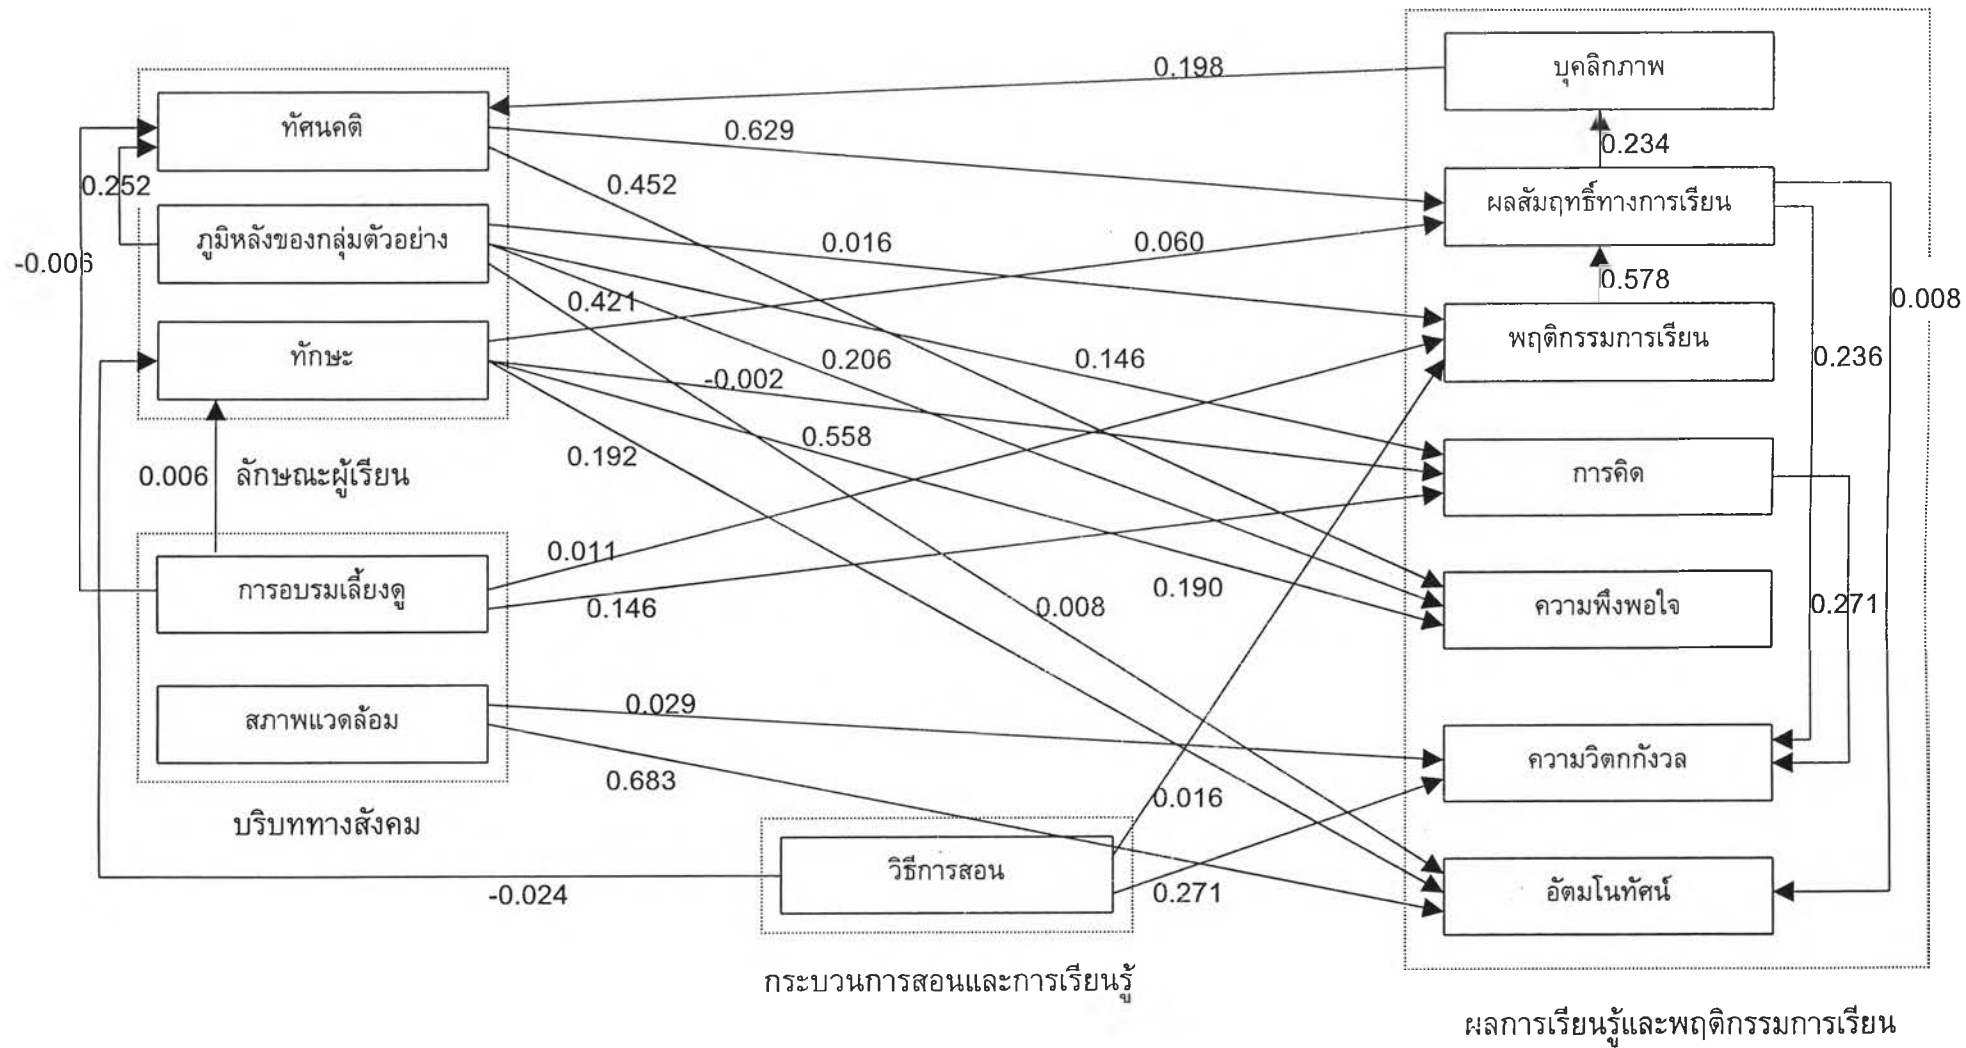 บุคลิกภาพ
0.198
ทัศนคติ
0.629
0.234
0.252
0.452
ผลสัมฤทธิ์ทางการเรียน
ภูมิหลังของกลุ่มตัวอย่าง
0.016
0.060
-0.006
0.421
0.578
0.008
ทักษะ
พฤติกรรมการเรียน
0.206
0.146
0.236
-0.002
0.558
0.192
0.006
ลักษณะผู้เรียน
การคิด
0.011
0.190
การอบรมเลี้ยงดู
0.146
0.008
ความพึงพอใจ
0.271
สภาพแวดล้อม
0.029
ความวิตกกังวล
0.683
0.016
บริบททางสังคม
วิธีการสอน
-0.024
0.271
อัตมโนทัศน์
กระบวนการสอนและการเรียนรู้
ผลการเรียนรู้และพฤติกรรมการเรียน